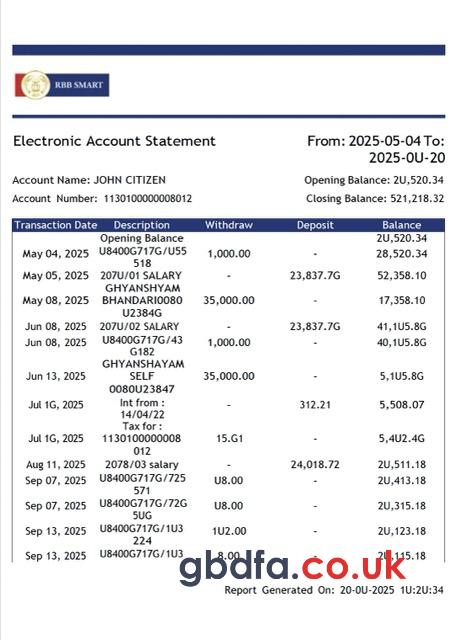 RBB SMART
Electronic Account Statement
From: 2025-05-04 To:
2025-0U-20
Account Name: JOHN CITIZEN
Opening Balance: 2U,520.34
Account Number: 1130100000008012
Closing Balance: 521,218.32
Transaction Date Description Withdraw Deposit Balance
Opening Balance 2U,520.34
May 04, 2025 U8400G717G/U55 1,000.00 - 28,520.34
518
May 05, 2025 207U/01 SALARY - 23,837.7G 52,358.10
GHYANSHYAM
May 08, 2025 BHANDARI0080 35,000.00 - 17,358.10
U2384G
Jun 08, 2025 207U/02 SALARY - 23,837.7G 41,1U5.8G
Jun 08, 2025 U8400G717G/43 1,000.00 - 40,1U5.8G
G182
GHYANSHAYAM
Jun 13, 2025 SELF 35,000.00 - 5,1U5.8G
0080U23847
Jul 1G, 2025 Int from : - 312.21 5,508.07
14/04/22
Tax for :
Jul 1G, 2025 1130100000008 15.G1 - 5,4U2.4G
012
Aug 11, 2025 2078/03 salary - 24,018.72 2U,511.18
Sep 07, 2025 U8400G717G/725 U8.00 - 2U,413.18
571
Sep 07, 2025 U8400G717G/72G U8.00 - 2U,315.18
5UG
Sep 13, 2025 U8400G717G/1U3 1U2.00 - 2U,123.18
224
Sep 13, 2025 U8400G717G/1U3 8.00 - 2U,115.18
gbdfa.co.uk
Report Generated On: 20-0U-2025 1U:2U:34